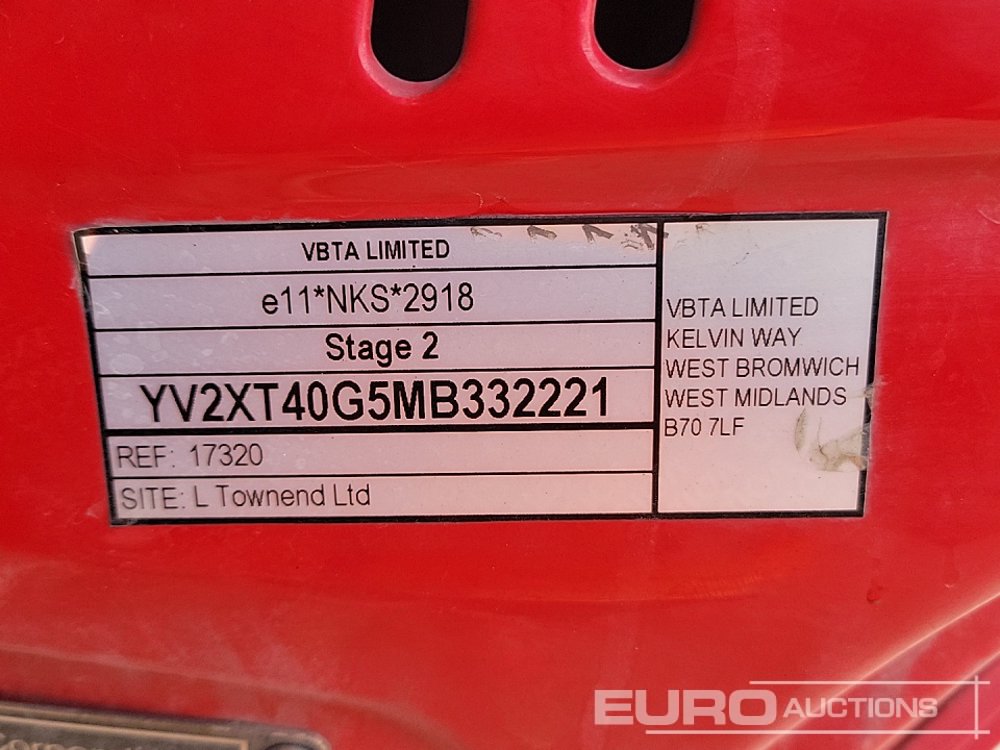 VBTA LIMITED
e11*NKS*2918
Stage 2
YV2XT40G5MB332221
REF: 17320
SITE: L Townend Ltd
VBTA LIMITED
KELVIN WAY
WEST BROMWICH
WEST MIDLANDS
B70 7LF
EURO AUCTIONS